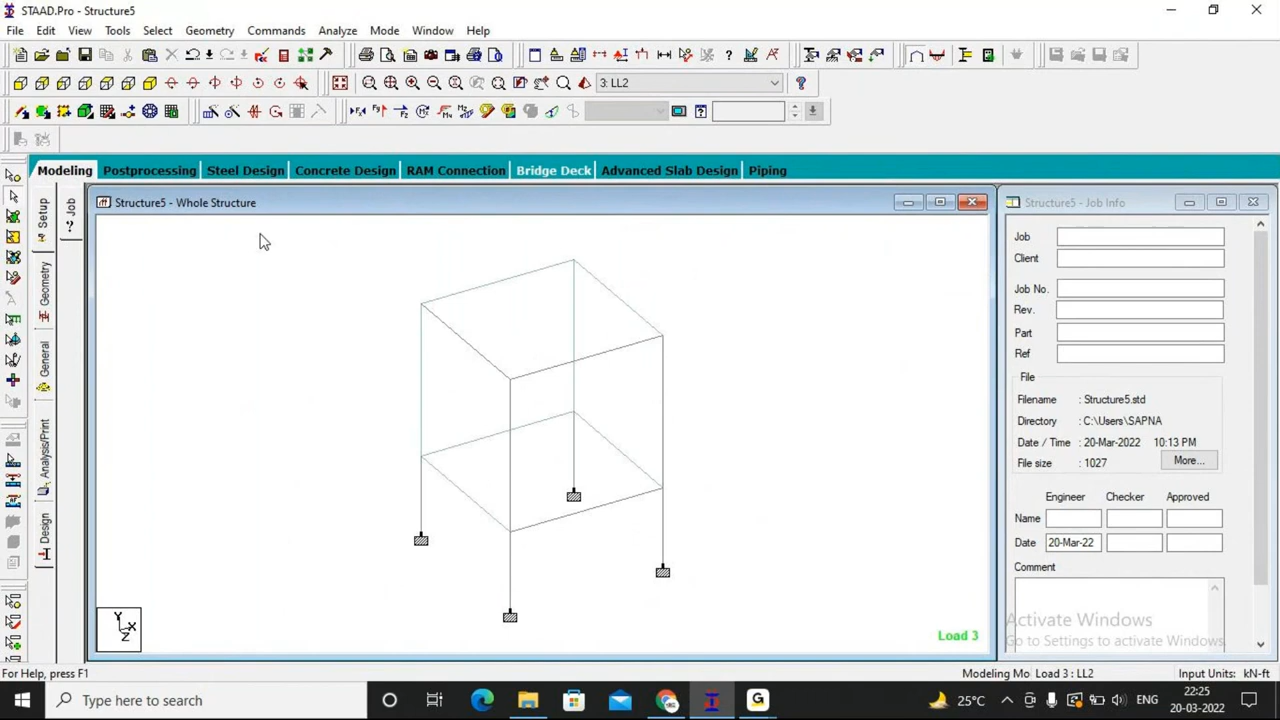 STAAD.Pro - Structure5
File Edit View Tools Select Geometry Commands Analyze Mode Window Help
3: LL2
Modeling Postprocessing Steel Design Concrete Design RAM Connection Bridge Deck Advanced Slab Design Piping
Structure5 - Whole Structure
Structure5 - Job Info
Setup
Job
Geometry
General
Analysis/Print
Design
Job
Client
Job No.
Rev.
Part
Ref
File
Filename : Structure5.std
Directory : C:\Users\SAPNA
Date / Time : 20-Mar-2022 10:13 PM
File size : 1027 More...
Engineer Checker Approved
Name
Date 20-Mar-22
Comment
Activate Windows
Go to Settings to activate Windows.
Y
X
Z
Load 3
For Help, press F1
Modeling Mo Load 3 : LL2 Input Units: kN-ft
Type here to search
25°C
ENG
22:25
20-03-2022